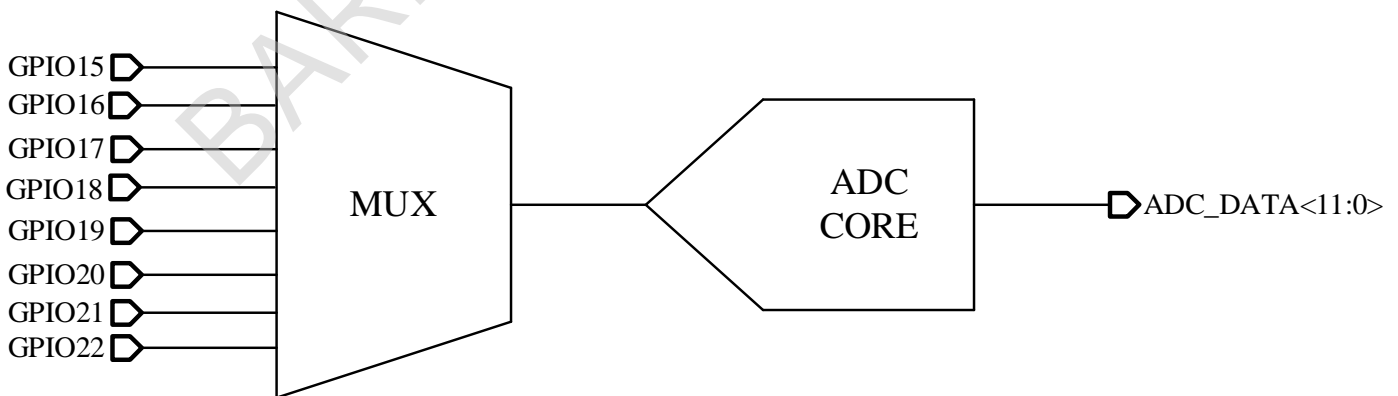 GPIO15
GPIO16
GPIO17
GPIO18
GPIO19
GPIO20
GPIO21
GPIO22
MUX
ADC
CORE
ADC_DATA<11:0>